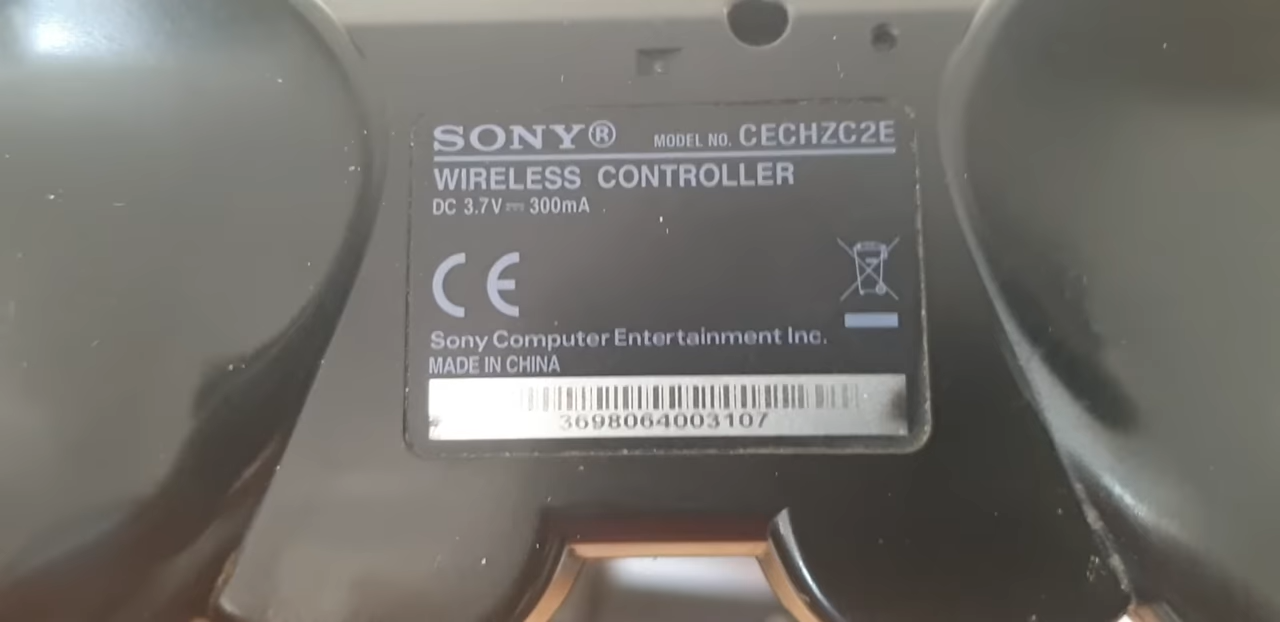 SONY® MODEL NO. CECHZC2E
WIRELESS CONTROLLER
DC 3.7V⎓300mA
CE
Sony Computer Entertainment Inc.
MADE IN CHINA
3698064003107